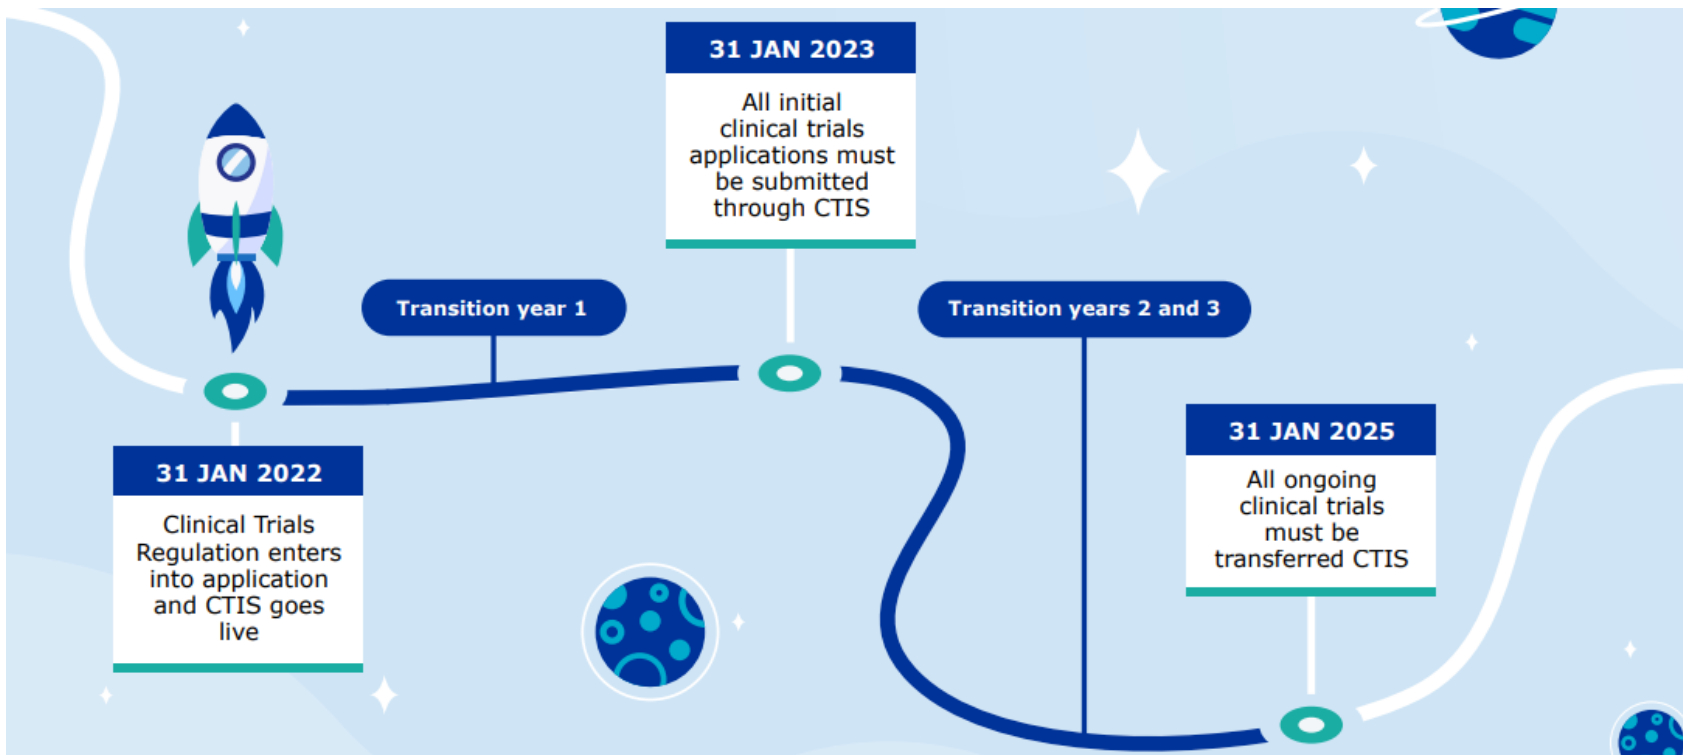 31 JAN 2022
Clinical Trials
Regulation enters
into application
and CTIS goes
live
Transition year 1
31 JAN 2023
All initial
clinical trials
applications must
be submitted
through CTIS
Transition years 2 and 3
31 JAN 2025
All ongoing
clinical trials
must be
transferred CTIS